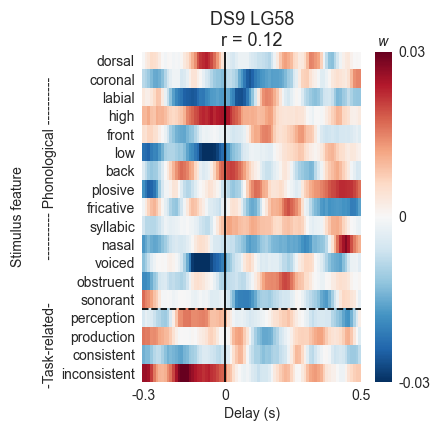 DS9 LG58
r = 0.12
w
Stimulus feature
---------- Phonological ----------
-Task-related-
dorsal
coronal
labial
high
front
low
back
plosive
fricative
syllabic
nasal
voiced
obstruent
sonorant
perception
production
consistent
inconsistent
0.03
0
-0.03
-0.3
0
0.5
Delay (s)